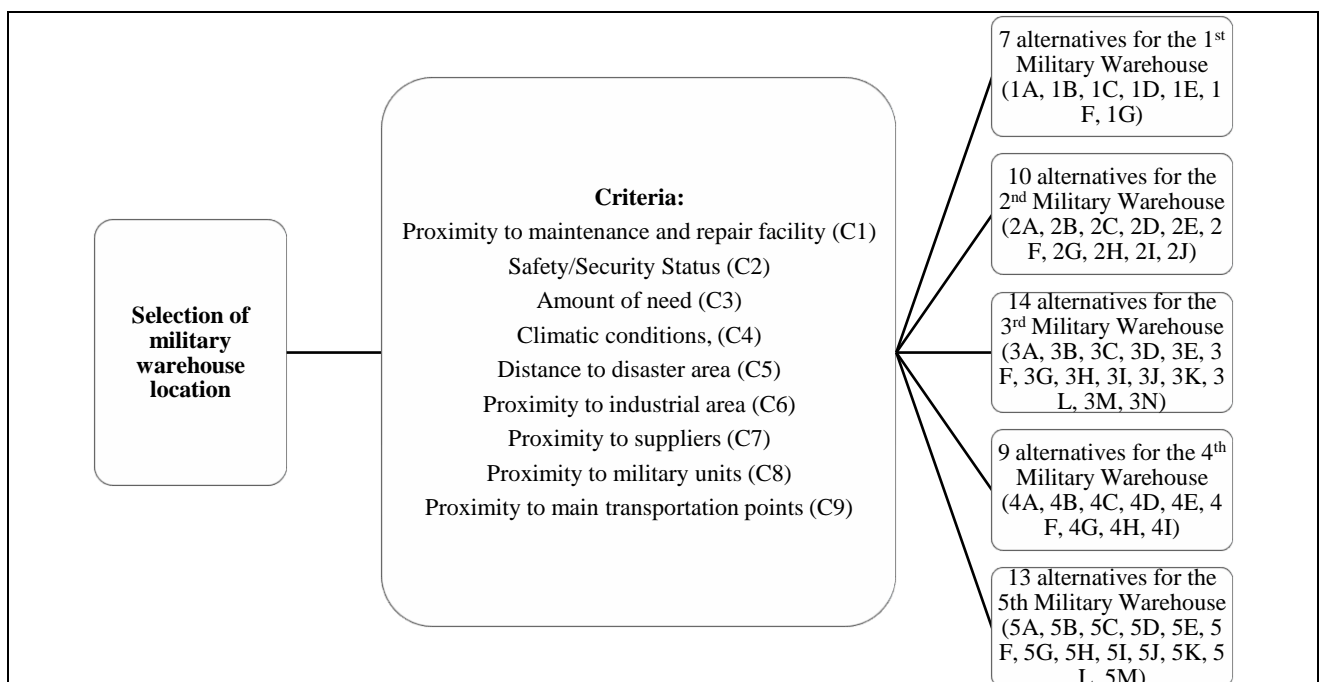 Selection of
military
warehouse
location
Criteria:
Proximity to maintenance and repair facility (C1)
Safety/Security Status (C2)
Amount of need (C3)
Climatic conditions, (C4)
Distance to disaster area (C5)
Proximity to industrial area (C6)
Proximity to suppliers (C7)
Proximity to military units (C8)
Proximity to main transportation points (C9)
7 alternatives for the 1st
Military Warehouse
(1A, 1B, 1C, 1D, 1E, 1
F, 1G)
10 alternatives for the
2nd Military Warehouse
(2A, 2B, 2C, 2D, 2E, 2
F, 2G, 2H, 2I, 2J)
14 alternatives for the
3rd Military Warehouse
(3A, 3B, 3C, 3D, 3E, 3
F, 3G, 3H, 3I, 3J, 3K, 3
L, 3M, 3N)
9 alternatives for the 4th
Military Warehouse
(4A, 4B, 4C, 4D, 4E, 4
F, 4G, 4H, 4I)
13 alternatives for the
5th Military Warehouse
(5A, 5B, 5C, 5D, 5E, 5
F, 5G, 5H, 5I, 5J, 5K, 5
L, 5M)